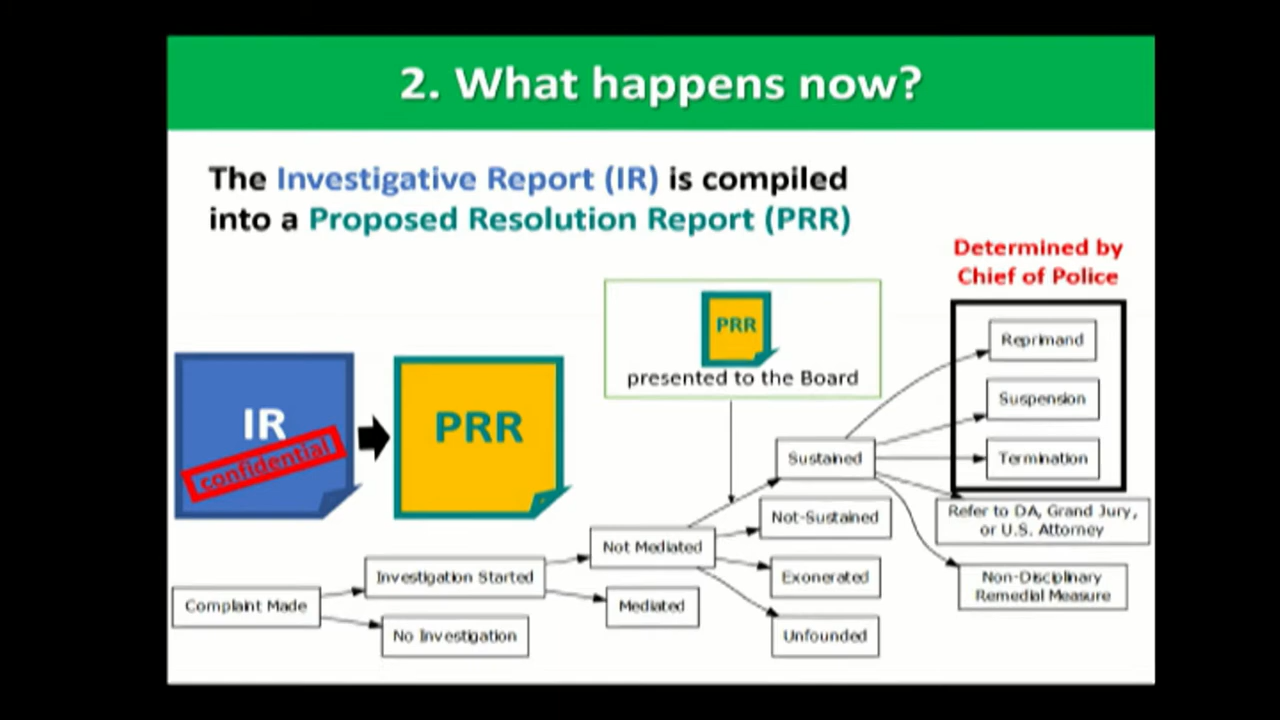 2. What happens now?
The Investigative Report (IR) is compiled
into a Proposed Resolution Report (PRR)
Determined by
Chief of Police
PRR
presented to the Board
IR
confidential
PRR
Complaint Made
Investigation Started
No Investigation
Not Mediated
Mediated
Sustained
Not-Sustained
Exonerated
Unfounded
Reprimand
Suspension
Termination
Refer to DA, Grand Jury,
or U.S. Attorney
Non-Disciplinary
Remedial Measure